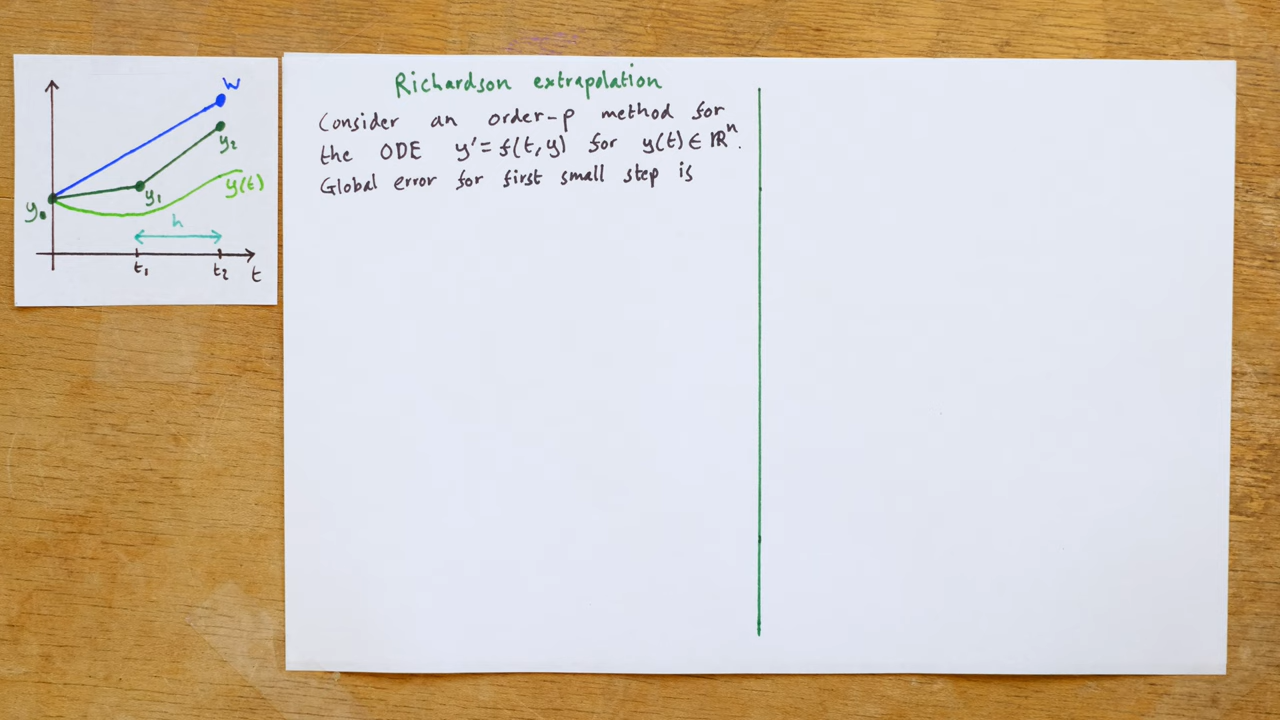 w
y₂
y₁
y(t)
y₀
h
t₁
t₂
t
Richardson extrapolation
Consider an order-p method for
the ODE y' = f(t, y) for y(t) ∈ ℝⁿ.
Global error for first small step is